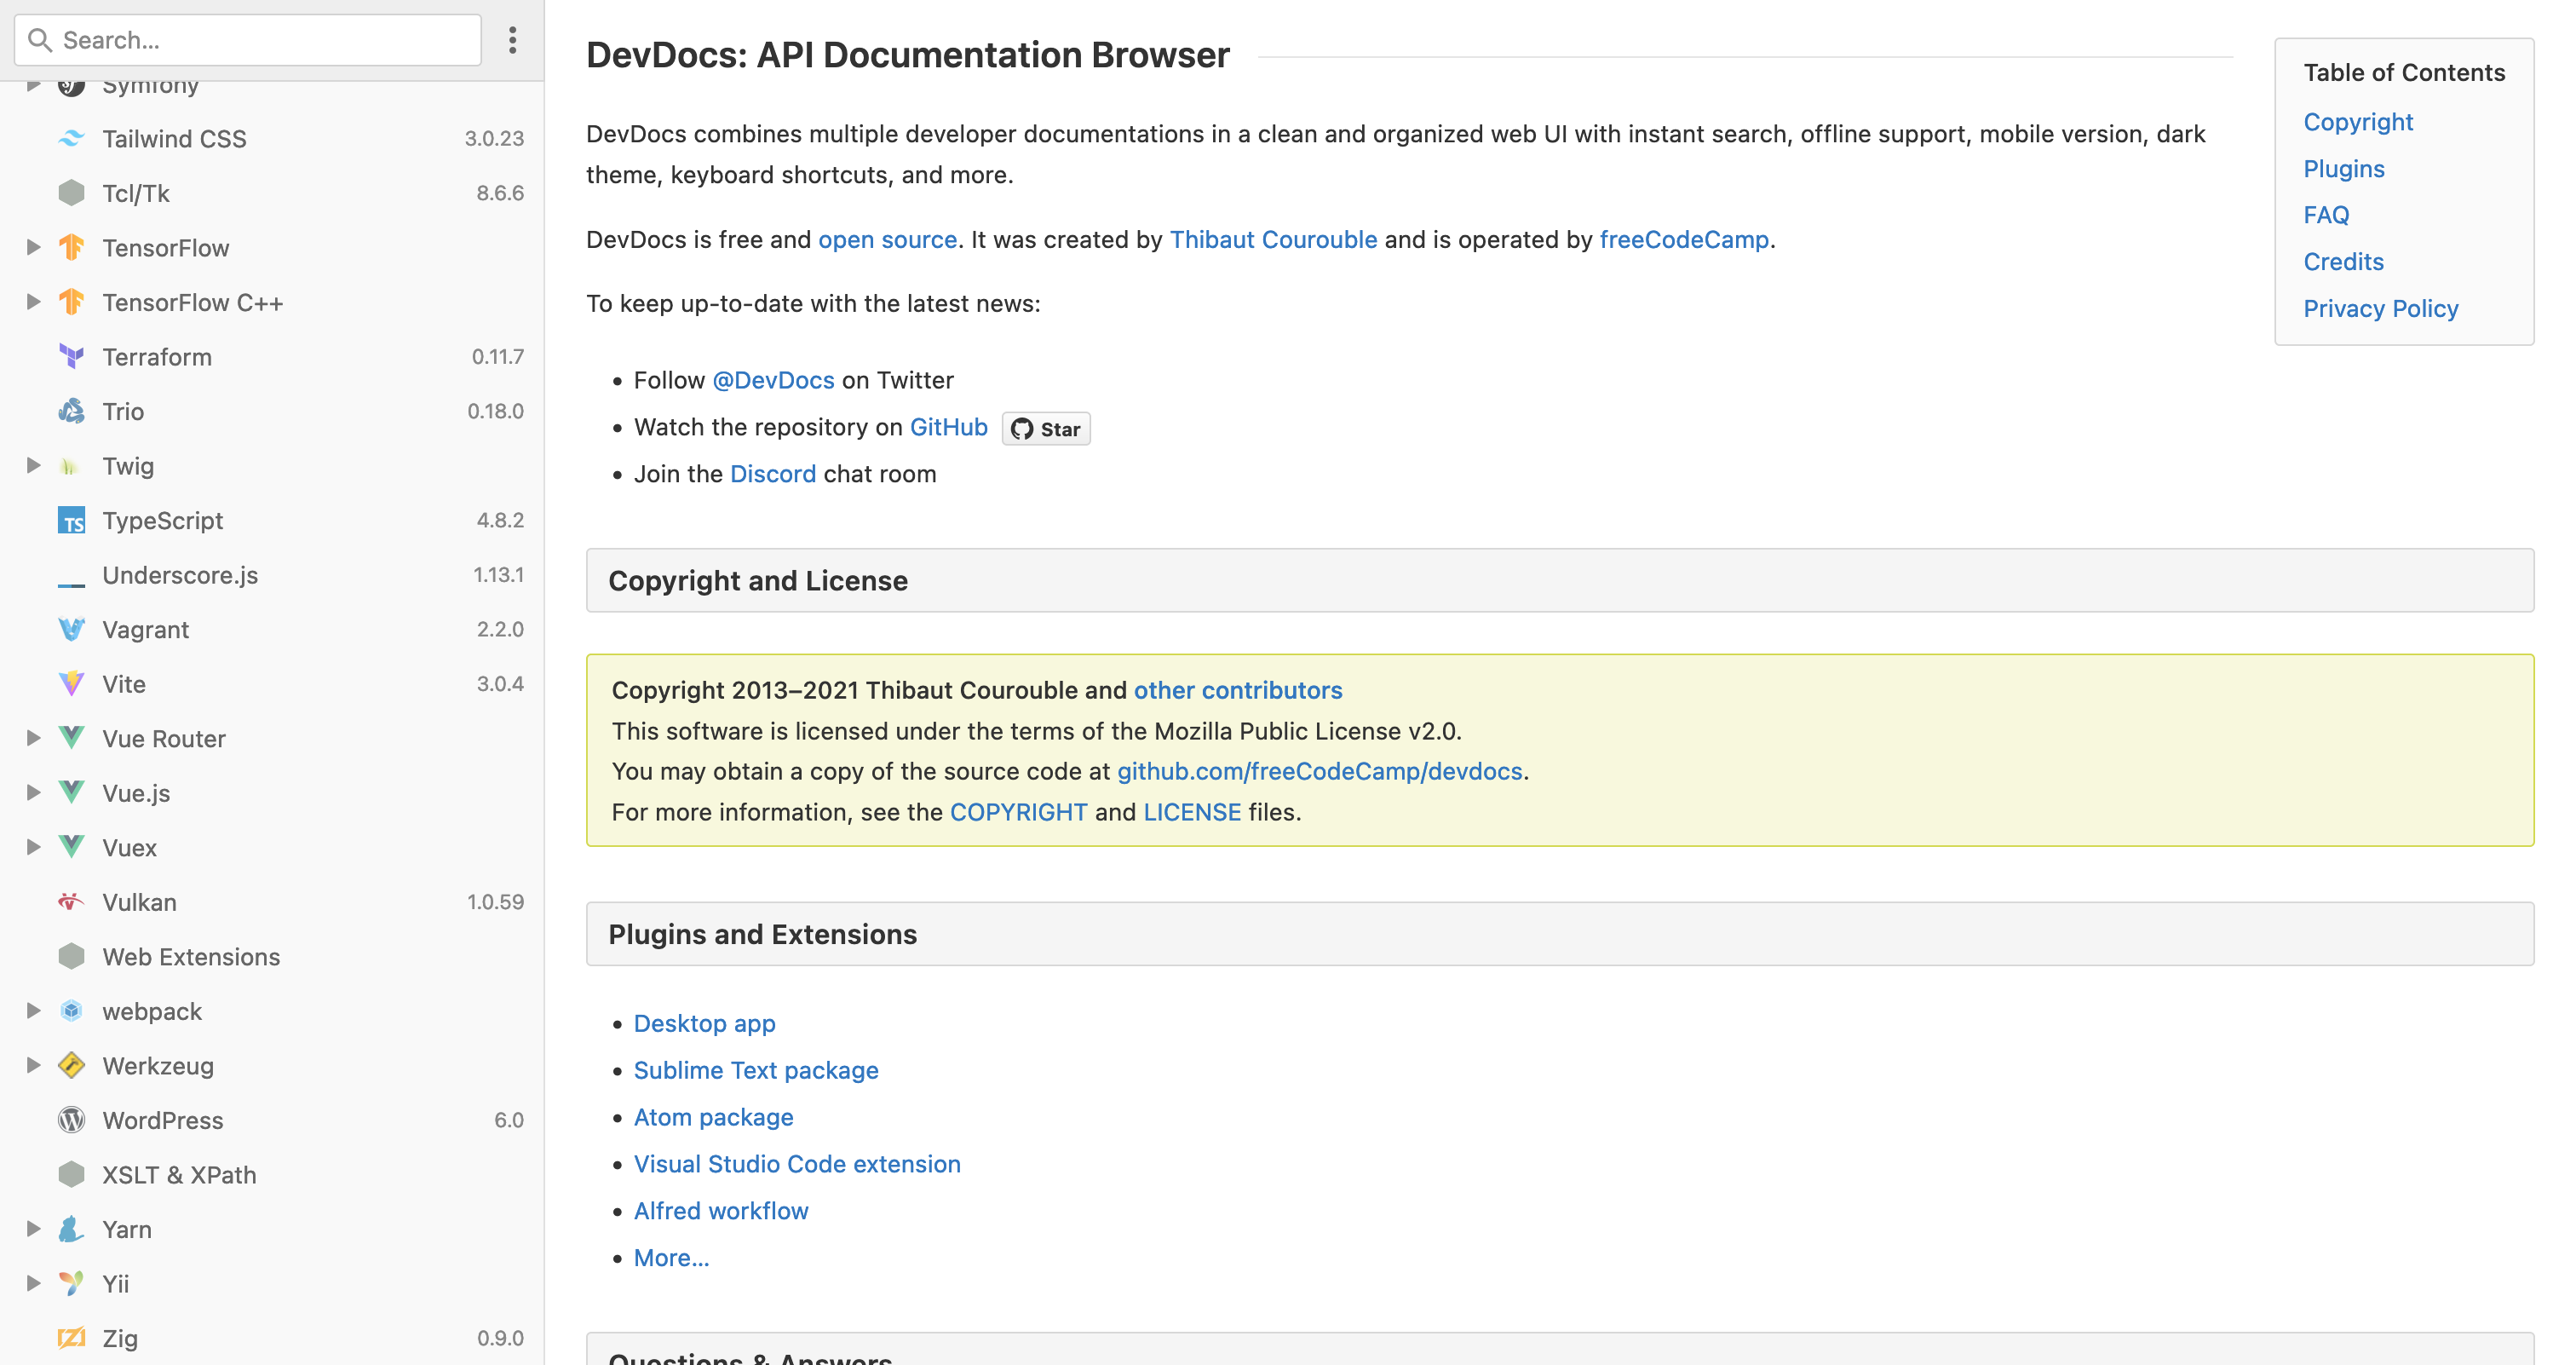 Search...
Symfony
Tailwind CSS 3.0.23
Tcl/Tk 8.6.6
TensorFlow
TensorFlow C++
Terraform 0.11.7
Trio 0.18.0
Twig
TypeScript 4.8.2
Underscore.js 1.13.1
Vagrant 2.2.0
Vite 3.0.4
Vue Router
Vue.js
Vuex
Vulkan 1.0.59
Web Extensions
webpack
Werkzeug
WordPress 6.0
XSLT & XPath
Yarn
Yii
Zig 0.9.0
DevDocs: API Documentation Browser
DevDocs combines multiple developer documentations in a clean and organized web UI with instant search, offline support, mobile version, dark
theme, keyboard shortcuts, and more.
DevDocs is free and open source. It was created by Thibaut Courouble and is operated by freeCodeCamp.
To keep up-to-date with the latest news:
• Follow @DevDocs on Twitter
• Watch the repository on GitHub Star
• Join the Discord chat room
Copyright and License
Copyright 2013–2021 Thibaut Courouble and other contributors
This software is licensed under the terms of the Mozilla Public License v2.0.
You may obtain a copy of the source code at github.com/freeCodeCamp/devdocs.
For more information, see the COPYRIGHT and LICENSE files.
Plugins and Extensions
• Desktop app
• Sublime Text package
• Atom package
• Visual Studio Code extension
• Alfred workflow
• More...
Questions & Answers
Table of Contents
Copyright
Plugins
FAQ
Credits
Privacy Policy